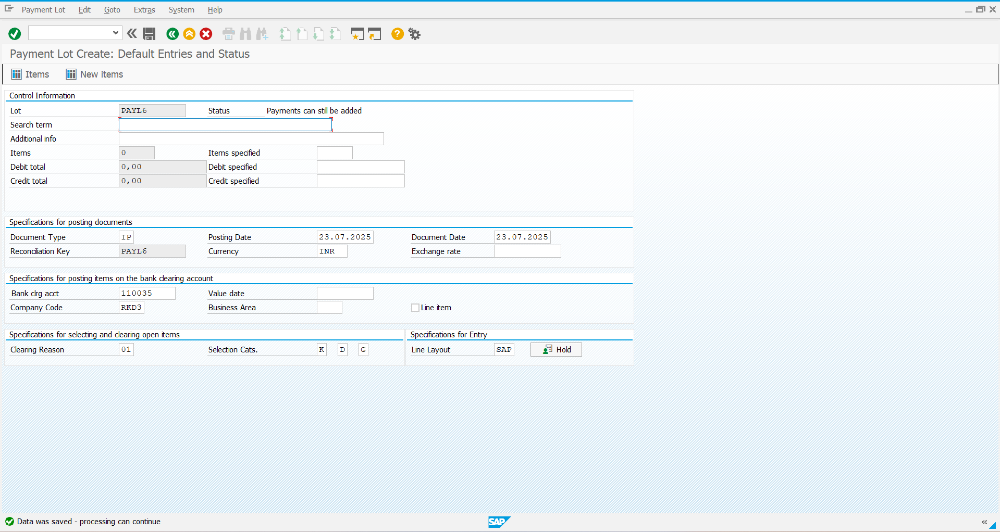 Payment Lot Edit Goto Extras System Help
Payment Lot Create: Default Entries and Status
Items New items
Control Information
Lot PAYL6 Status Payments can still be added
Search term
Additional info
Items 0 Items specified
Debit total 0,00 Debit specified
Credit total 0,00 Credit specified
Specifications for posting documents
Document Type IP Posting Date 23.07.2025 Document Date 23.07.2025
Reconciliation Key PAYL6 Currency INR Exchange rate
Specifications for posting items on the bank clearing account
Bank clrg acct 110035 Value date
Company Code RKD3 Business Area Line item
Specifications for selecting and clearing open items Specifications for Entry
Clearing Reason 01 Selection Cats. K D G Line Layout SAP Hold
Data was saved - processing can continue SAP